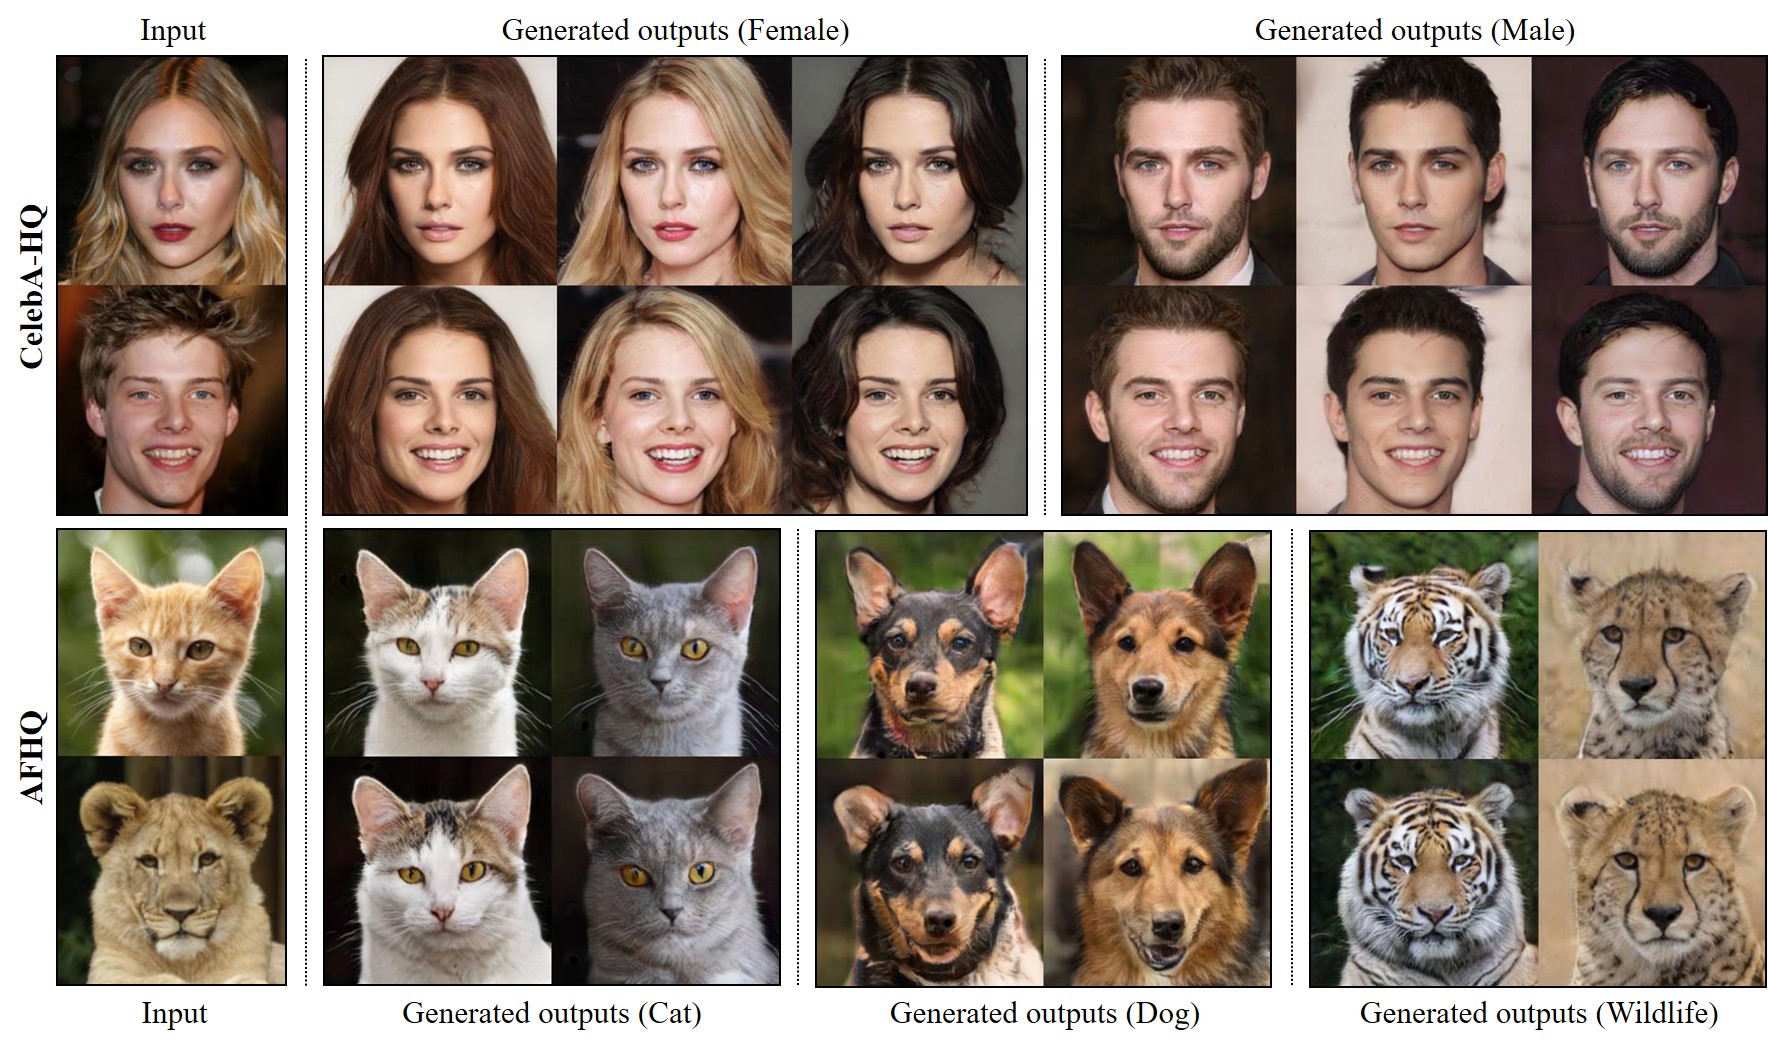 Input
Generated outputs (Female)
Generated outputs (Male)
CelebA-HQ
AFHQ
Input
Generated outputs (Cat)
Generated outputs (Dog)
Generated outputs (Wildlife)